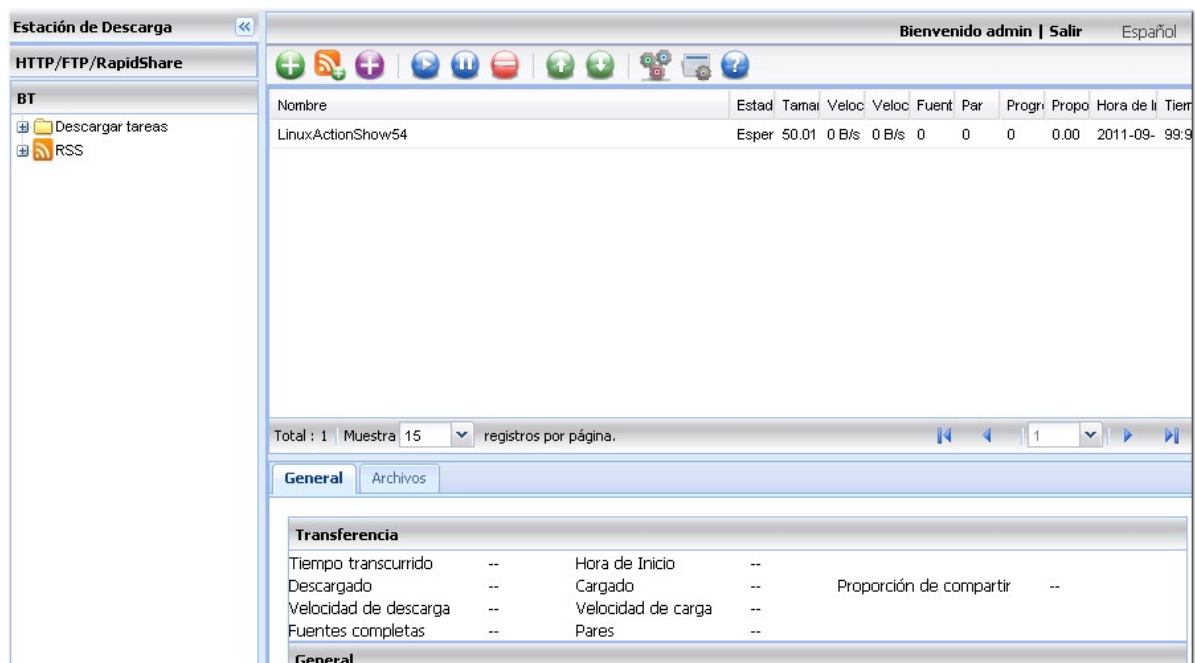 Estación de Descarga
Bienvenido admin | Salir Español
HTTP/FTP/RapidShare
BT
Descargar tareas
RSS
Nombre Estad Tamai Veloc Veloc Fuent Par Progr Propo Hora de I Tiem
LinuxActionShow54 Esper 50.01 0 B/s 0 B/s 0 0 0 0.00 2011-09- 99:9
Total : 1 Muestra 15 registros por página. 1
General Archivos
Transferencia
Tiempo transcurrido -- Hora de Inicio --
Descargado -- Cargado -- Proporción de compartir --
Velocidad de descarga -- Velocidad de carga --
Fuentes completas -- Pares --
General